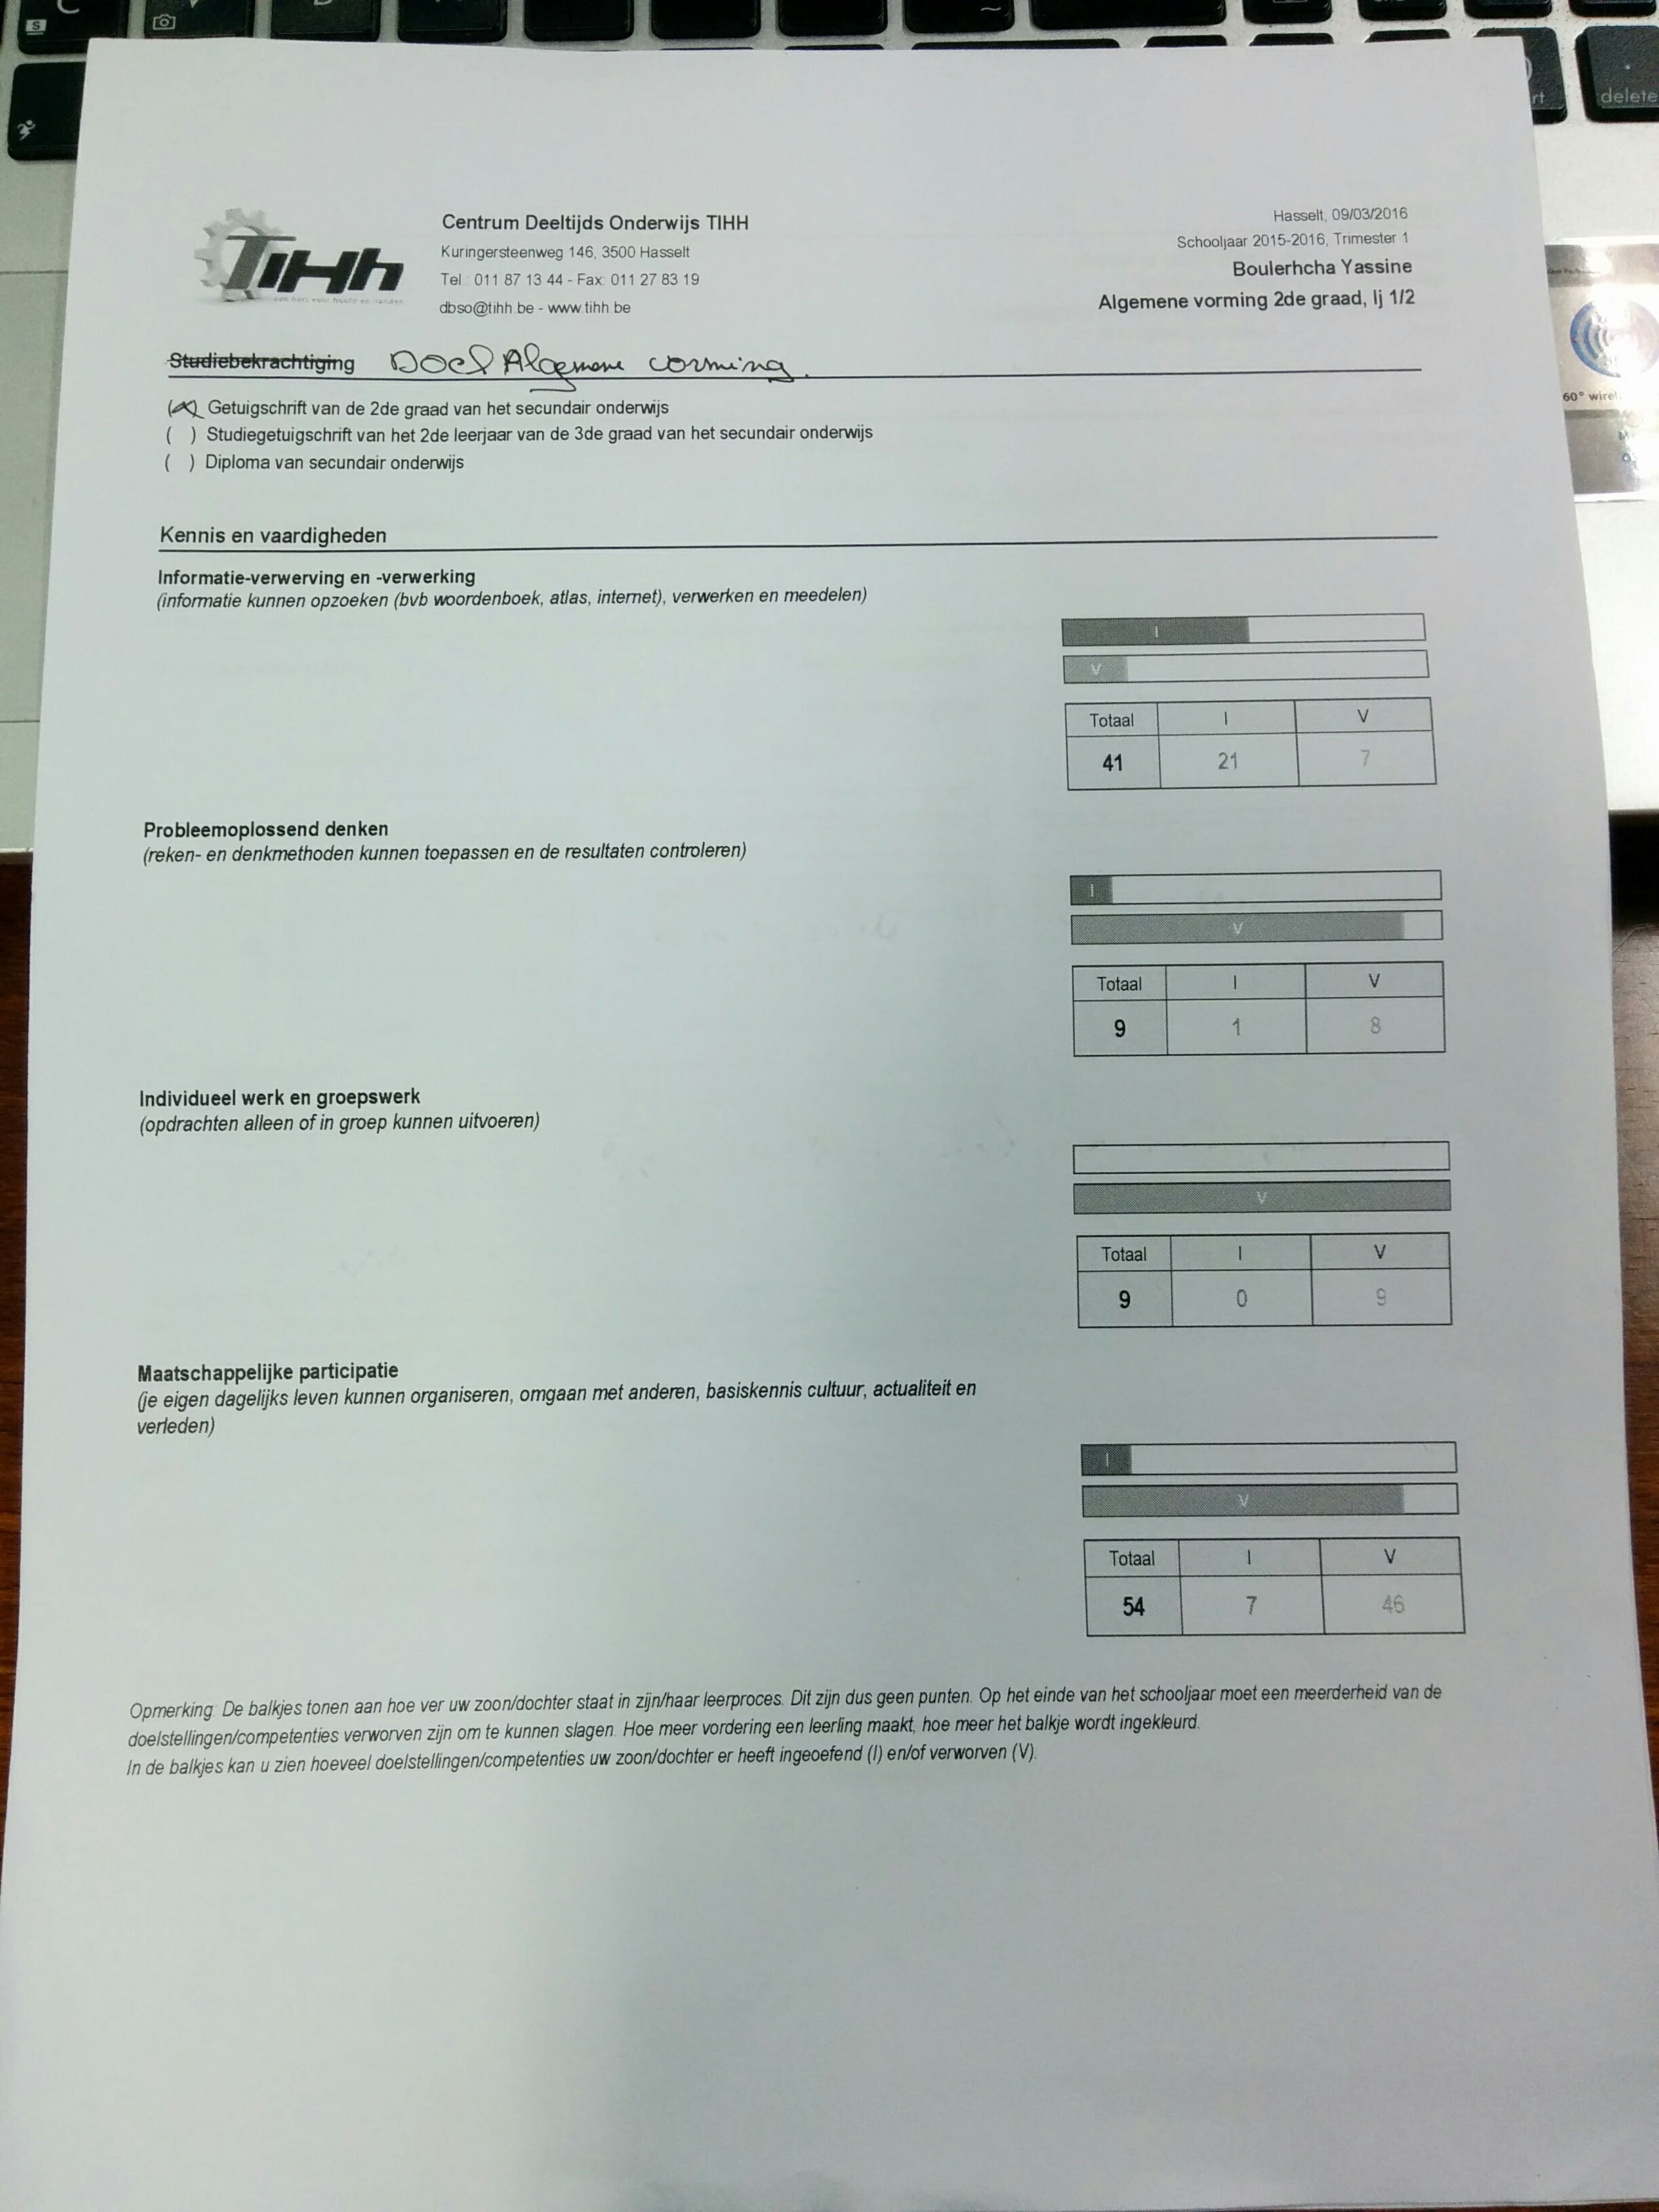 C
S
D
~
delete
rt
TIHh
een hart voor hoofd en handen
Centrum Deeltijds Onderwijs TIHH
Kuringersteenweg 146, 3500 Hasselt
Tel : 011 87 13 44 - Fax: 011 27 83 19
dbso@tihh.be - www.tihh.be
Hasselt, 09/03/2016
Schooljaar 2015-2016, Trimester 1
Boulerhcha Yassine
Algemene vorming 2de graad, lj 1/2
60° wirel
Studiebekrachtiging Doel Algemene vorming.
(X) Getuigschrift van de 2de graad van het secundair onderwijs
( ) Studiegetuigschrift van het 2de leerjaar van de 3de graad van het secundair onderwijs
( ) Diploma van secundair onderwijs
Kennis en vaardigheden
Informatie-verwerving en -verwerking
(informatie kunnen opzoeken (bvb woordenboek, atlas, internet), verwerken en meedelen)
I
V
Totaal I V
41 21 7
Probleemoplossend denken
(reken- en denkmethoden kunnen toepassen en de resultaten controleren)
I
V
Totaal I V
9 1 8
Individueel werk en groepswerk
(opdrachten alleen of in groep kunnen uitvoeren)
V
Totaal I V
9 0 9
Maatschappelijke participatie
(je eigen dagelijks leven kunnen organiseren, omgaan met anderen, basiskennis cultuur, actualiteit en
verleden)
I
V
Totaal I V
54 7 46
Opmerking: De balkjes tonen aan hoe ver uw zoon/dochter staat in zijn/haar leerproces. Dit zijn dus geen punten. Op het einde van het schooljaar moet een meerderheid van de
doelstellingen/competenties verworven zijn om te kunnen slagen. Hoe meer vordering een leerling maakt, hoe meer het balkje wordt ingekleurd.
In de balkjes kan u zien hoeveel doelstellingen/competenties uw zoon/dochter er heeft ingeoefend (I) en/of verworven (V).